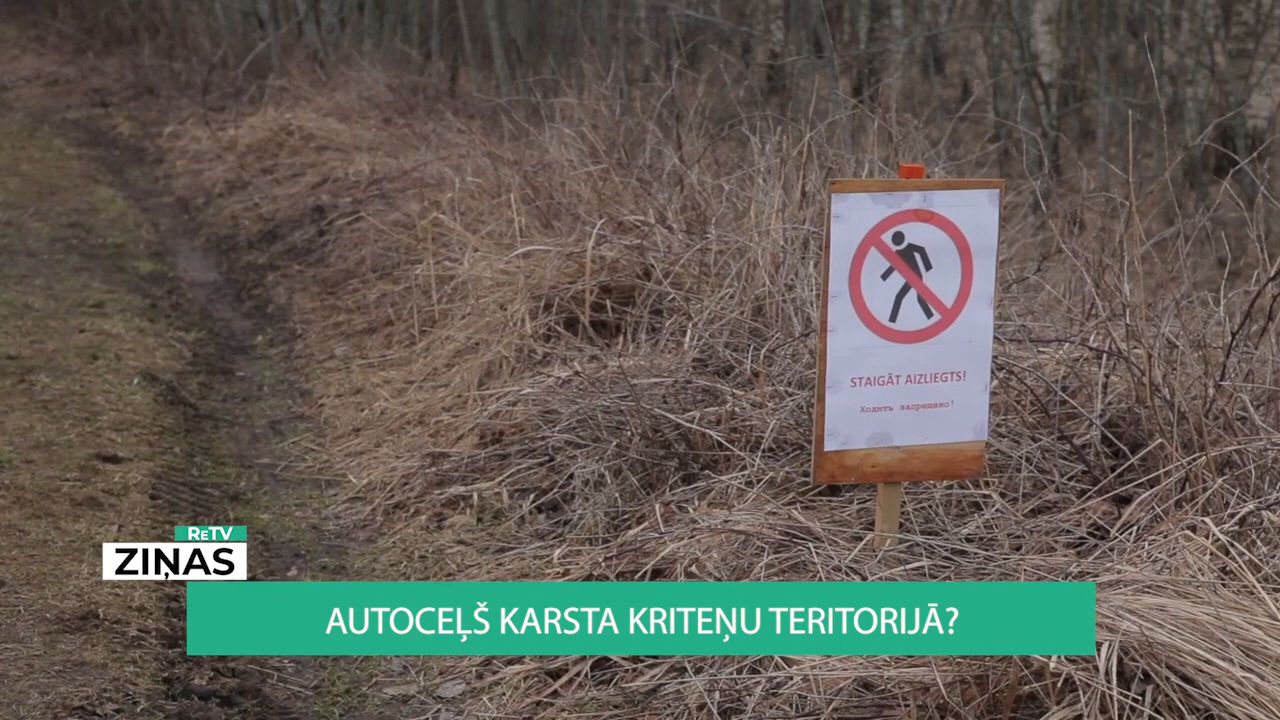 STAIGĀT AIZLIEGTS!
Ходить запрещено!
ReTV
ZIŅAS
AUTOCEĻŠ KARSTA KRITEŅU TERITORIJĀ?